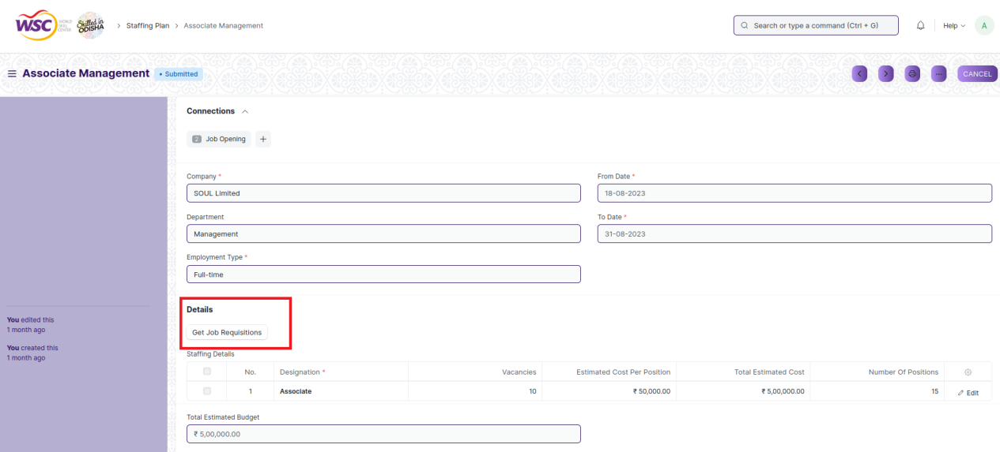 WSC WORLD SKILL CENTER Skilled in ODISHA > Staffing Plan > Associate Management Search or type a command (Ctrl + G) Help A
Associate Management • Submitted ... CANCEL
Connections
2 Job Opening +
Company * From Date *
SOUL Limited 18-08-2023
Department To Date *
Management 31-08-2023
Employment Type *
Full-time
Details
You edited this
1 month ago
Get Job Requisitions
You created this
1 month ago
Staffing Details
No. Designation * Vacancies Estimated Cost Per Position Total Estimated Cost Number Of Positions
1 Associate 10 ₹ 50,000.00 ₹ 5,00,000.00 15 Edit
Total Estimated Budget
₹ 5,00,000.00